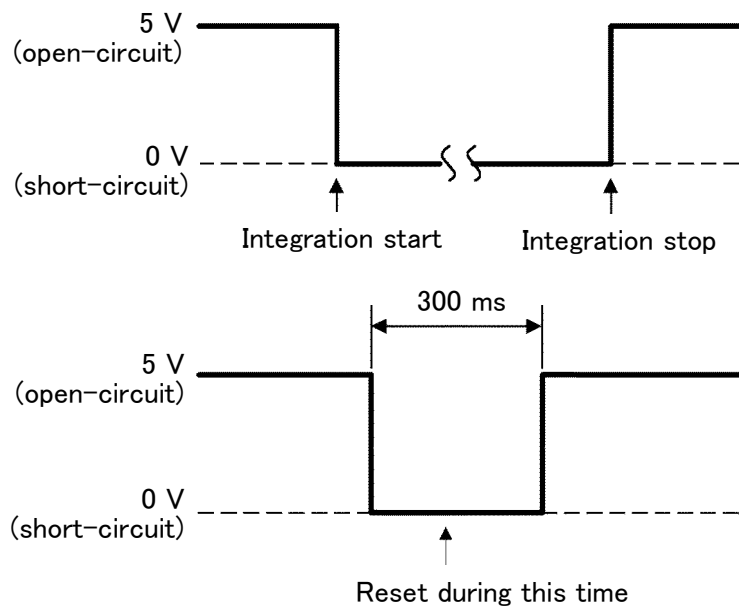 5 V
(open-circuit)
0 V
(short-circuit)
Integration start
Integration stop
300 ms
5 V
(open-circuit)
0 V
(short-circuit)
Reset during this time